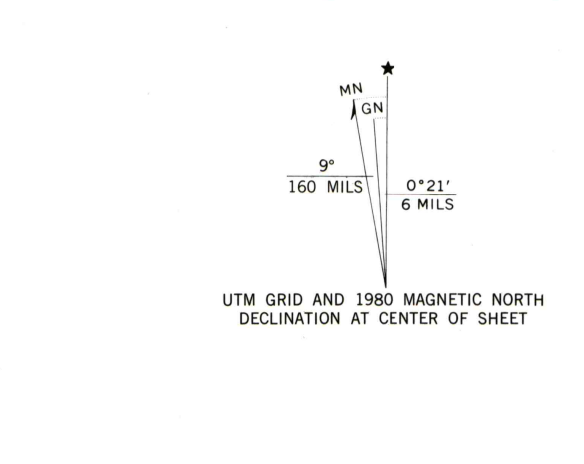 MN
GN
9°
160 MILS
0°21'
6 MILS
UTM GRID AND 1980 MAGNETIC NORTH
DECLINATION AT CENTER OF SHEET